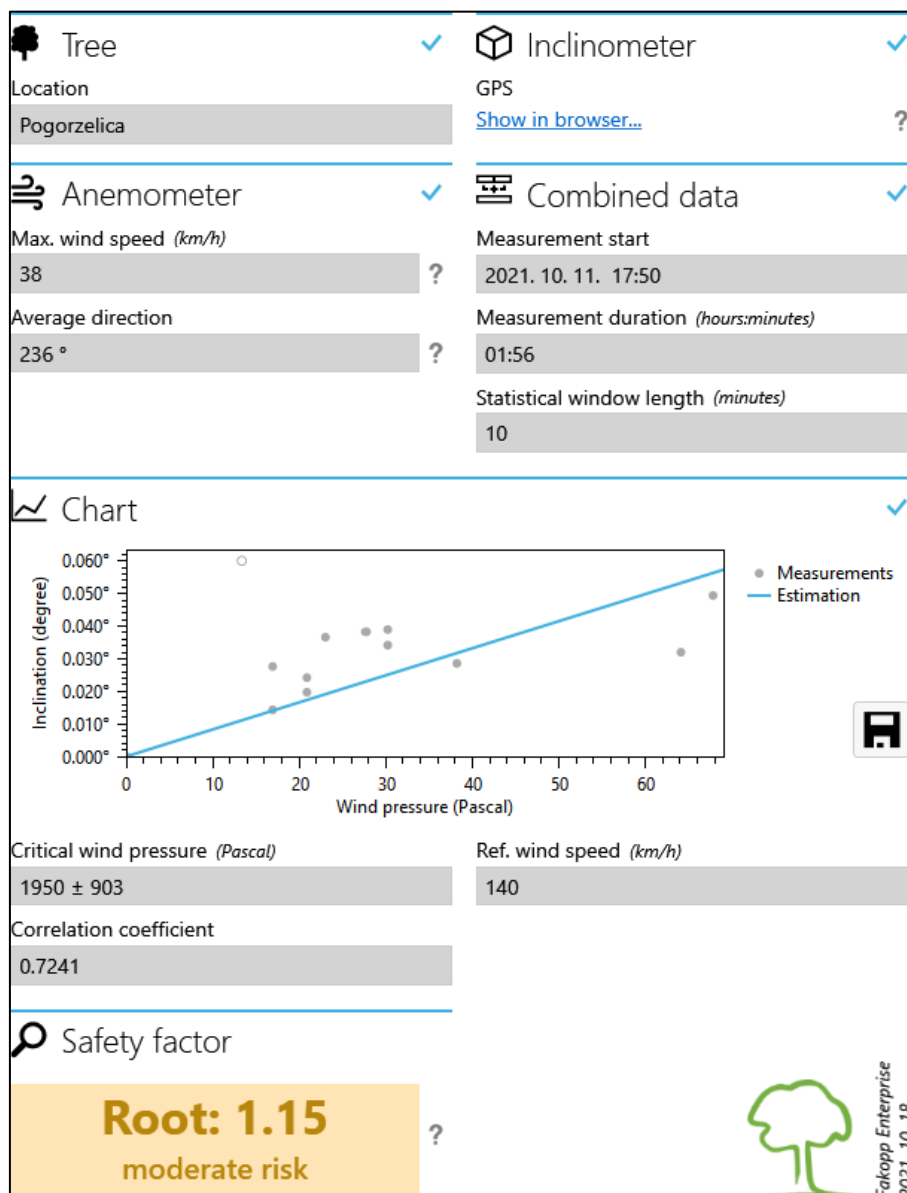 Tree
Location
Pogorzelica
Inclinometer
GPS
Show in browser...
?
Anemometer
Max. wind speed (km/h)
38
?
Average direction
236 °
?
Combined data
Measurement start
2021. 10. 11. 17:50
Measurement duration (hours:minutes)
01:56
Statistical window length (minutes)
10
Chart
0.060°
0.050°
0.040°
0.030°
0.020°
0.010°
0.000°
Inclination (degree)
0 10 20 30 40 50 60
Wind pressure (Pascal)
Measurements
Estimation
Critical wind pressure (Pascal)
1950 ± 903
Ref. wind speed (km/h)
140
Correlation coefficient
0.7241
Safety factor
Root: 1.15
moderate risk
?
Fakopp Enterprise
2021. 10. 18.